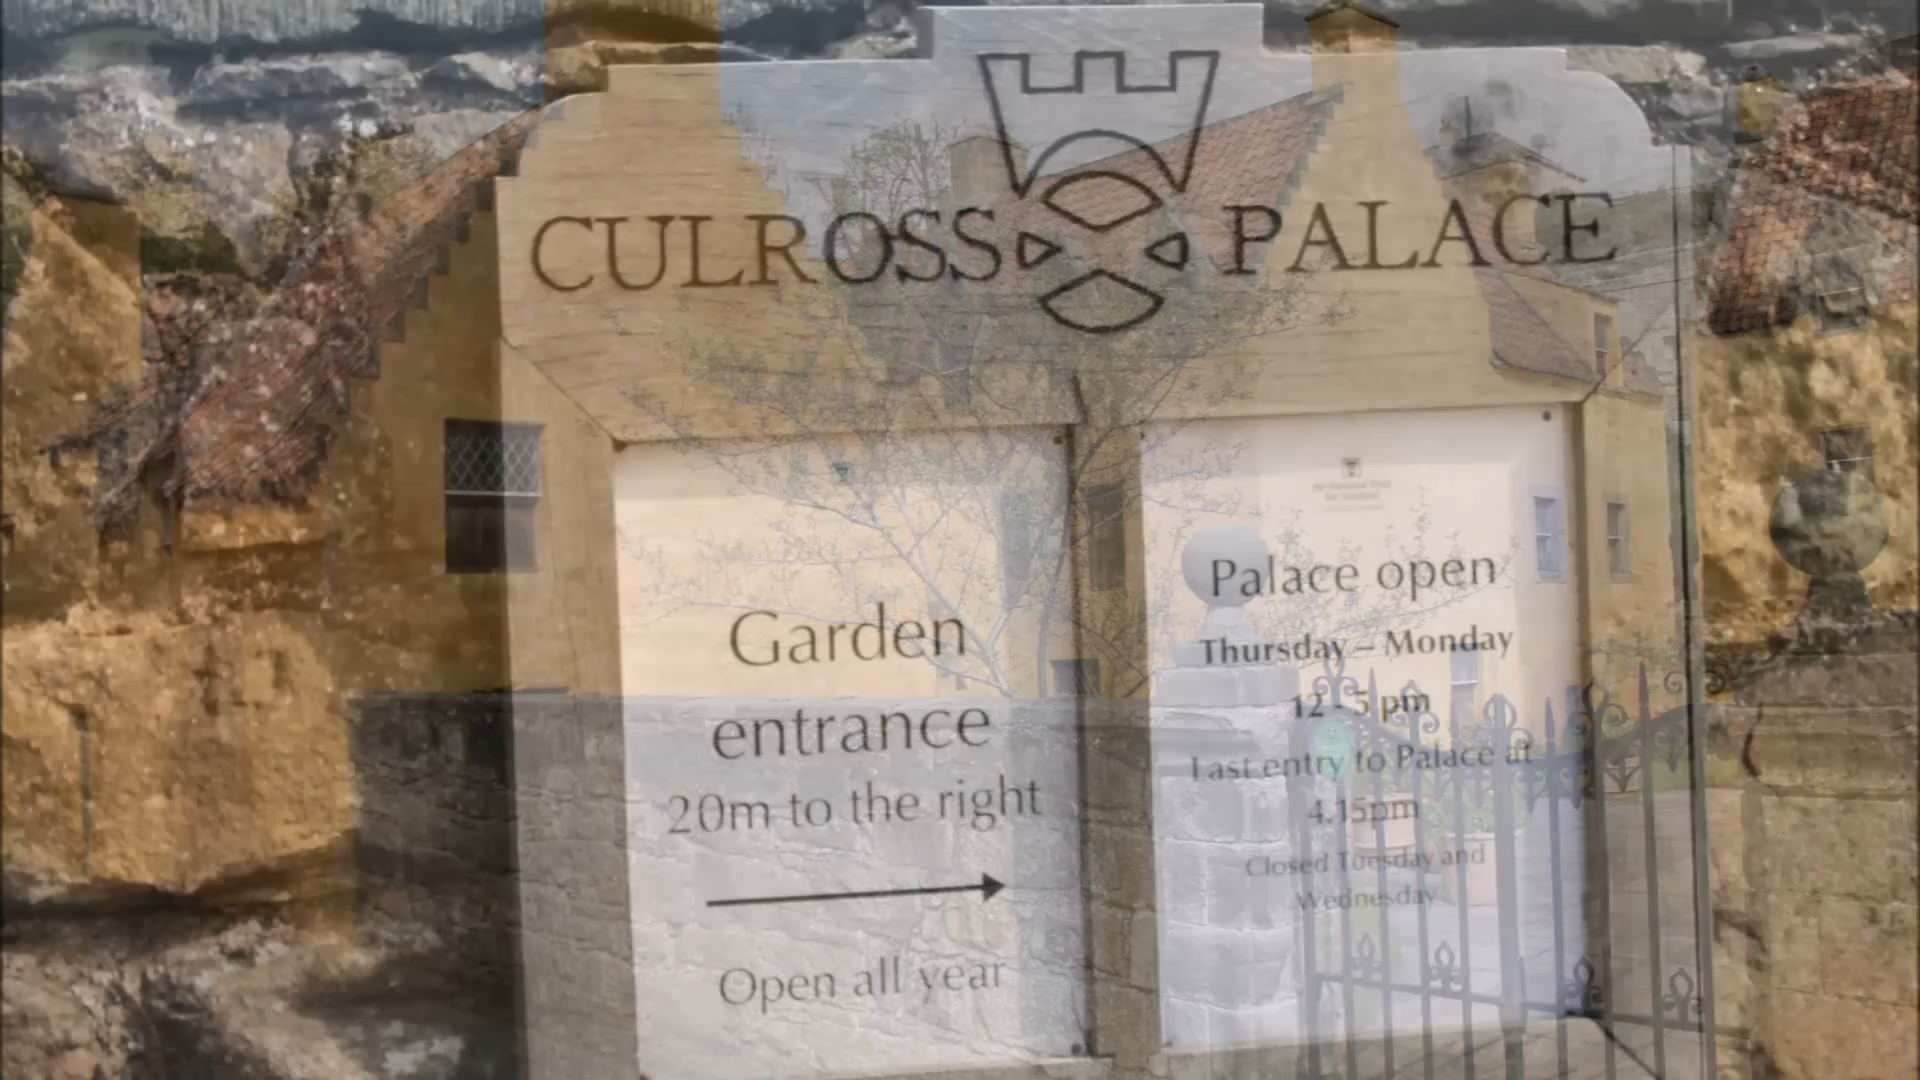 CULROSS PALACE
Garden
entrance
20m to the right
Open all year
Palace open
Thursday – Monday
12 - 5 pm
Last entry to Palace at
4.15pm
Closed Tuesday and
Wednesday